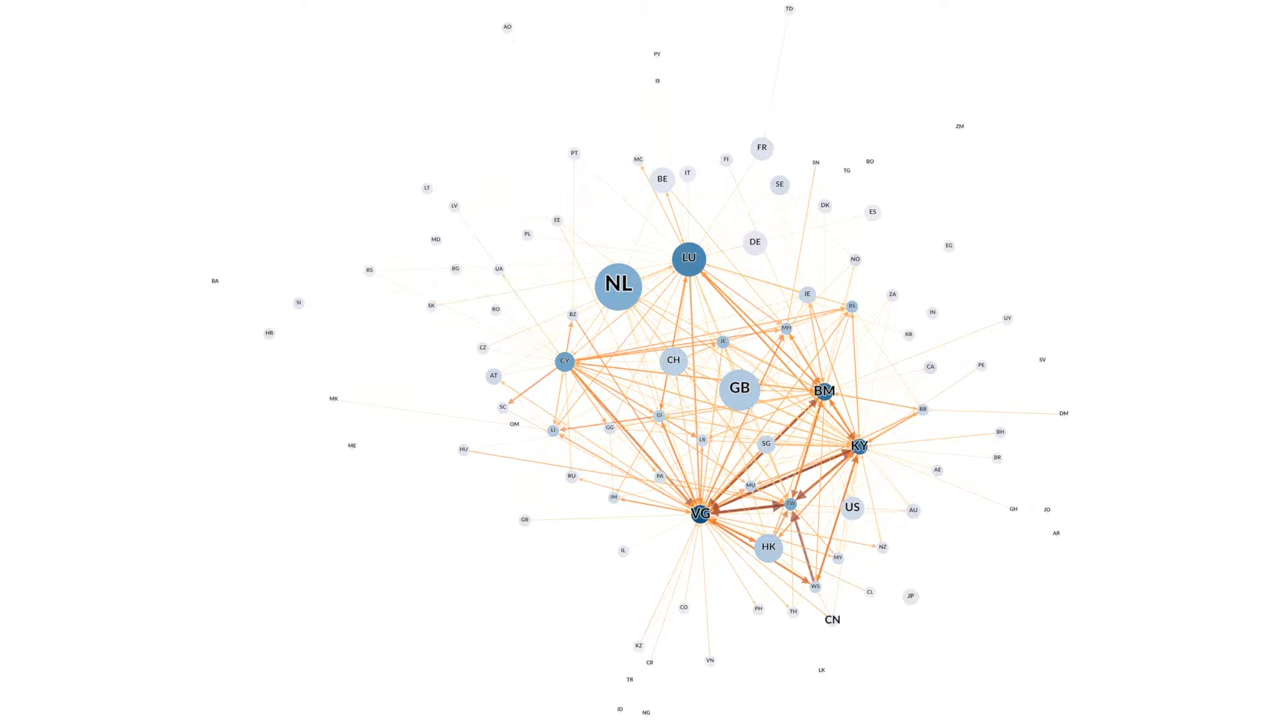 TD
AO
PY
IS
ZM
FR
PT
MC
FI
SN
BO
TG
IT
BE
SE
LT
LV
DK
ES
EE
PL
MD
DE
EG
LU
NO
UA
BG
RS
BA
NL
IE
ZA
SI
SK
BS
RO
BZ
IN
UY
MH
HR
KR
JE
CZ
CY
CH
SV
PE
CA
AT
GB
BM
MK
SC
BB
DM
GI
OM
GG
LI
BH
LR
SG
ME
KY
HU
BR
AE
RU
PA
MU
IM
TW
US
GH
JO
AU
VG
GR
AR
HK
NZ
IL
MY
WS
CL
JP
CO
PH
TH
CN
KZ
VN
CR
LK
TR
ID
NG